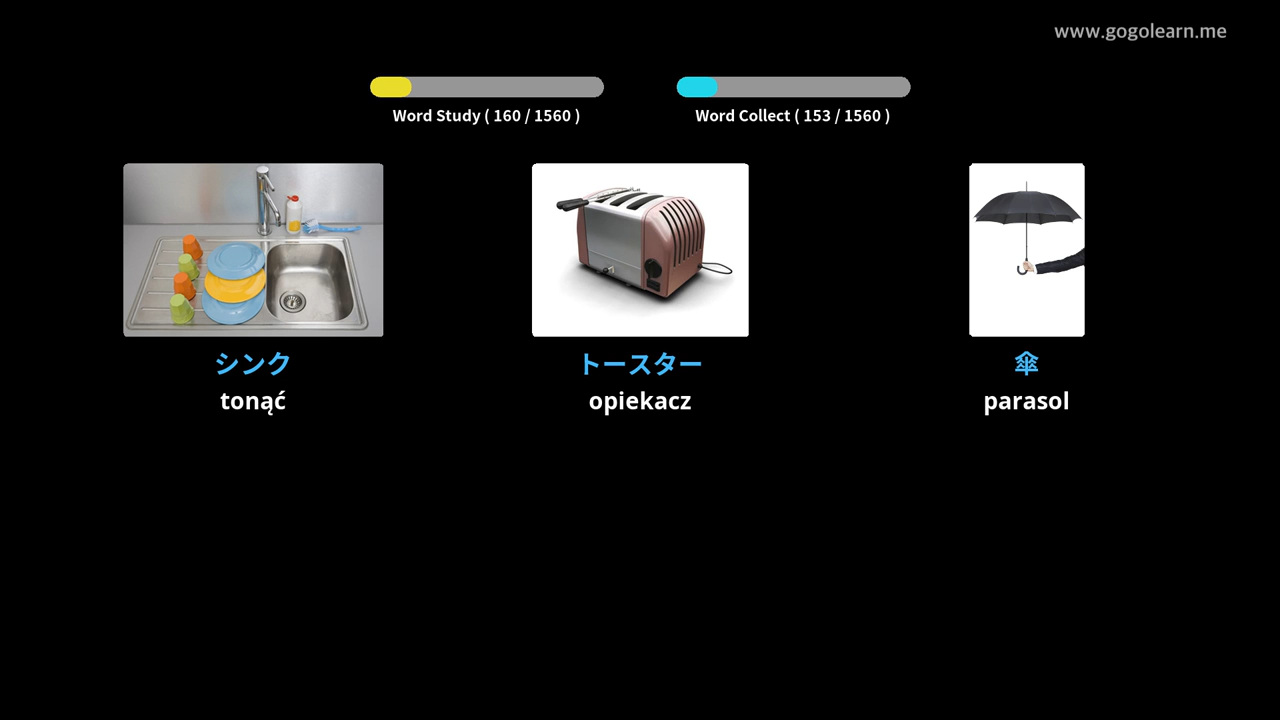 www.gogolearn.me
Word Study ( 160 / 1560 )
Word Collect ( 153 / 1560 )
シンク
tonąć
トースター
opiekacz
傘
parasol